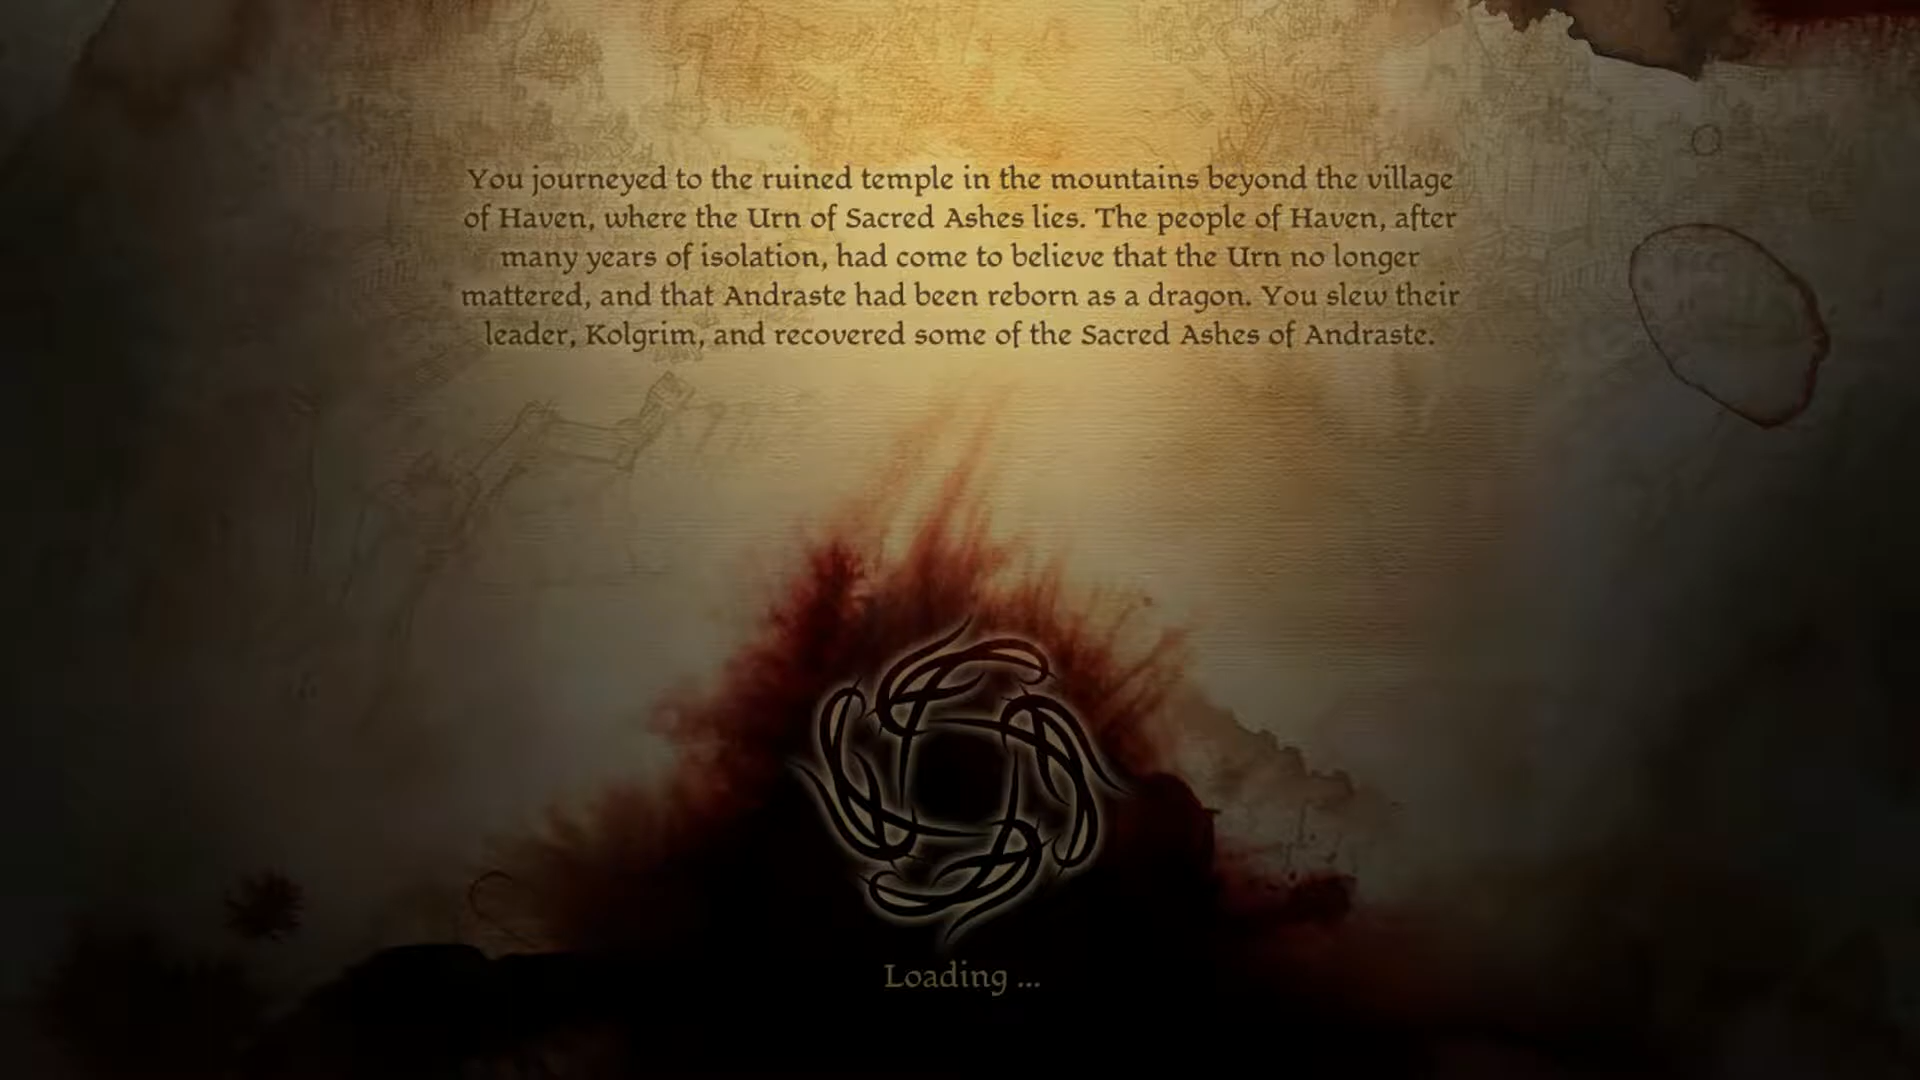 You journeyed to the ruined temple in the mountains beyond the village
of Haven, where the Urn of Sacred Ashes lies. The people of Haven, after
many years of isolation, had come to believe that the Urn no longer
mattered, and that Andraste had been reborn as a dragon. You slew their
leader, Kolgrim, and recovered some of the Sacred Ashes of Andraste.
Loading ...